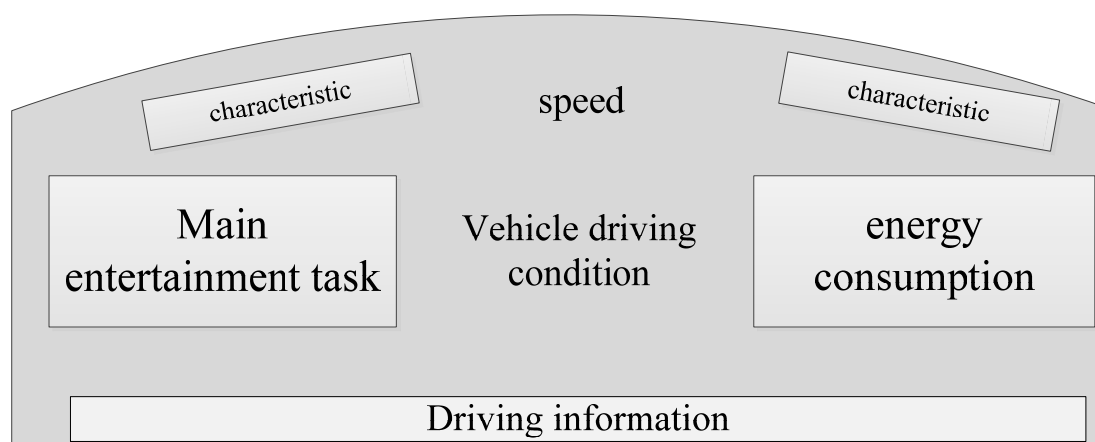 characteristic
speed
characteristic
Main
entertainment task
Vehicle driving
condition
energy
consumption
Driving information